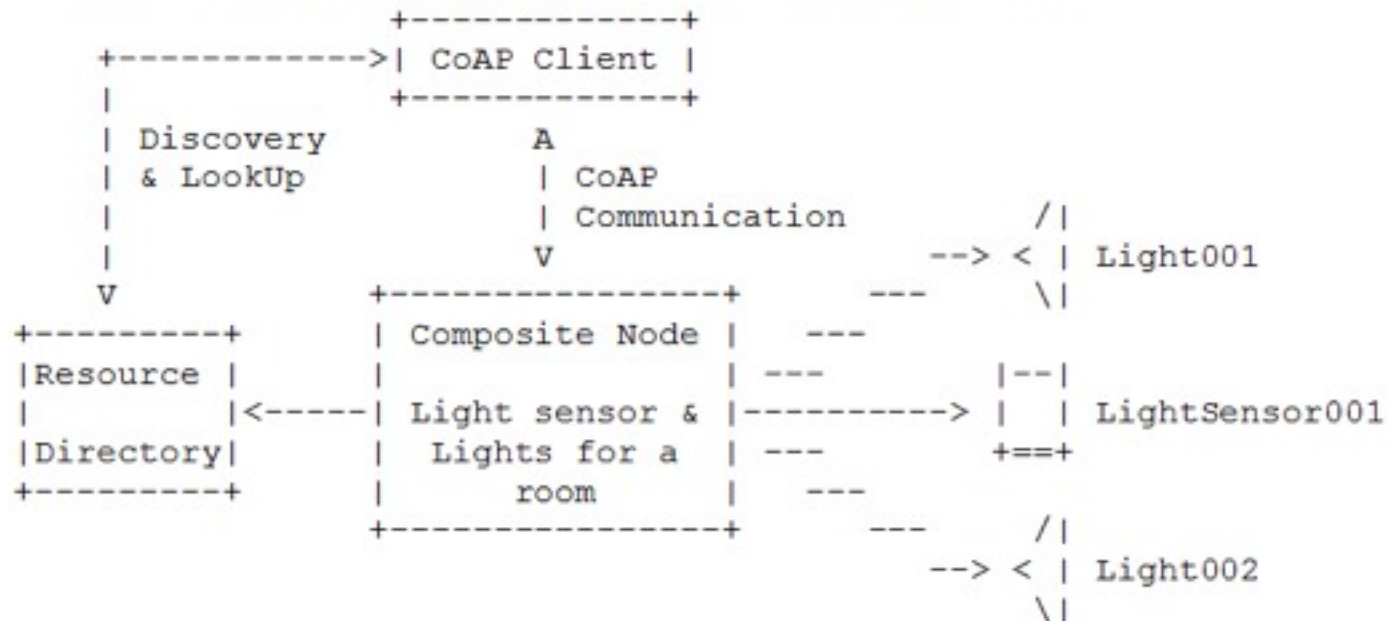 CoAP Client
Discovery
& LookUp
CoAP
Communication
Light001
Resource
Directory
Composite Node
Light sensor &
Lights for a
room
LightSensor001
Light002